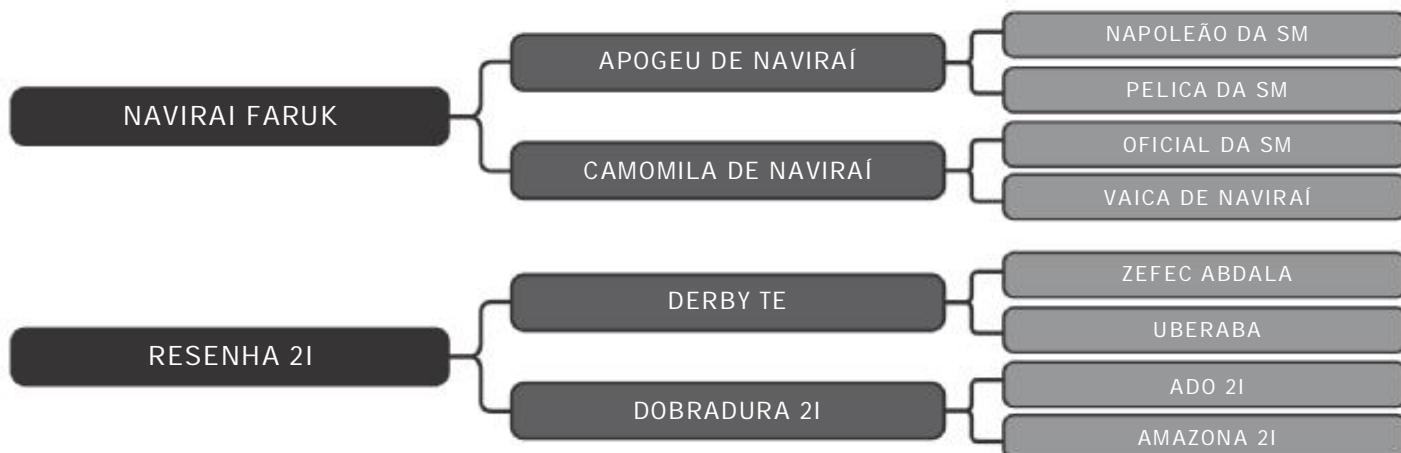 NAVIRAI FARUK
APOGEU DE NAVIRAÍ
CAMOMILA DE NAVIRAÍ
NAPOLEÃO DA SM
PELICA DA SM
OFICIAL DA SM
VAICA DE NAVIRAÍ
RESENHA 2I
DERBY TE
DOBRADURA 2I
ZEFEC ABDALA
UBERABA
ADO 2I
AMAZONA 2I